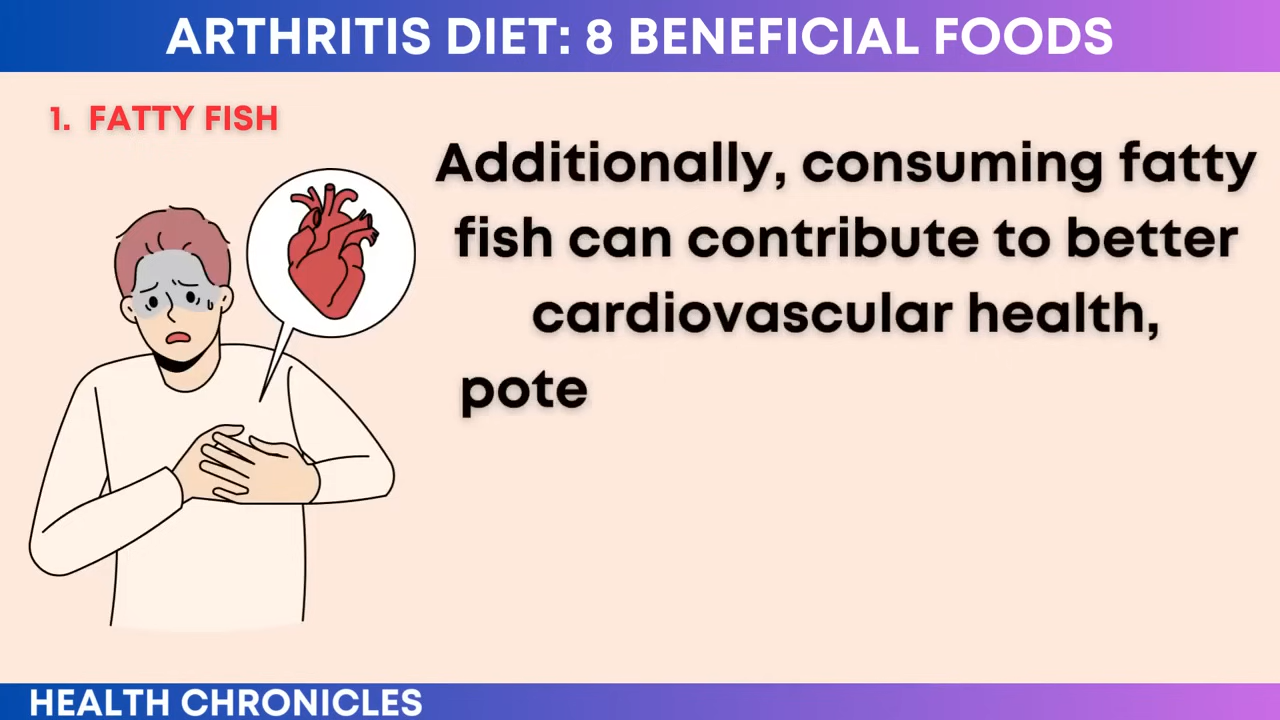 ARTHRITIS DIET: 8 BENEFICIAL FOODS
1. FATTY FISH
Additionally, consuming fatty
fish can contribute to better
cardiovascular health,
pote
HEALTH CHRONICLES